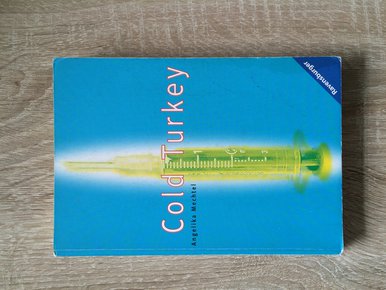 Ravensburger
Cold Turkey
Angelika Mechtel